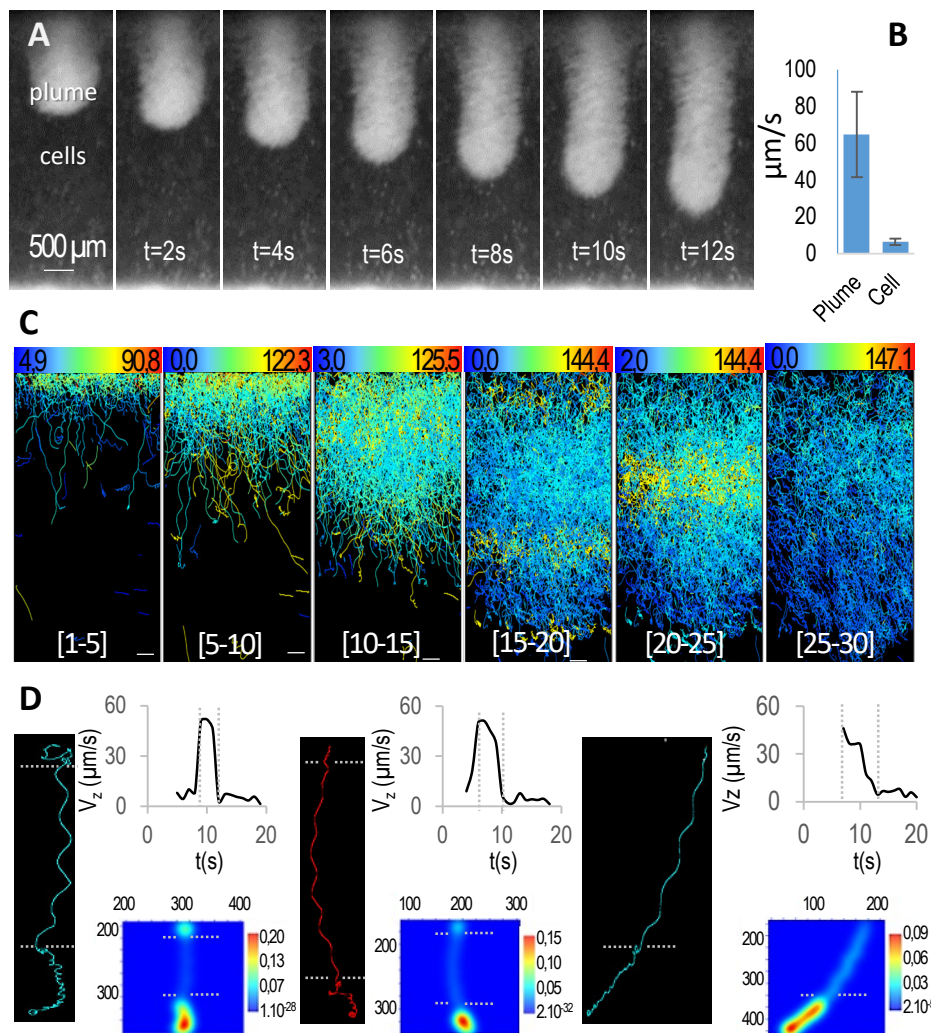 A
plume
cells
500 µm
t=2s
t=4s
t=6s
t=8s
t=10s
t=12s
B
µm/s
100
80
60
40
20
0
Plume
Cell
C
4.9 90,8
0.0 122.3
3.0 125.5
0.0 144.4
2.0 144.4
0.0 147.1
[1-5]
[5-10]
[10-15]
[15-20]
[20-25]
[25-30]
D
Vz (µm/s)
60
30
0
0 10 20
t(s)
200 300 400
200
300
0,20
0,13
0,07
1.10-28
Vz (µm/s)
60
30
0
0 10 20
t(s)
100 200 300
200
300
0,15
0,10
0,05
2.10-32
Vz (µm/s)
60
30
0
0 10 20
t(s)
100 200
200
300
400
0,09
0,06
0,03